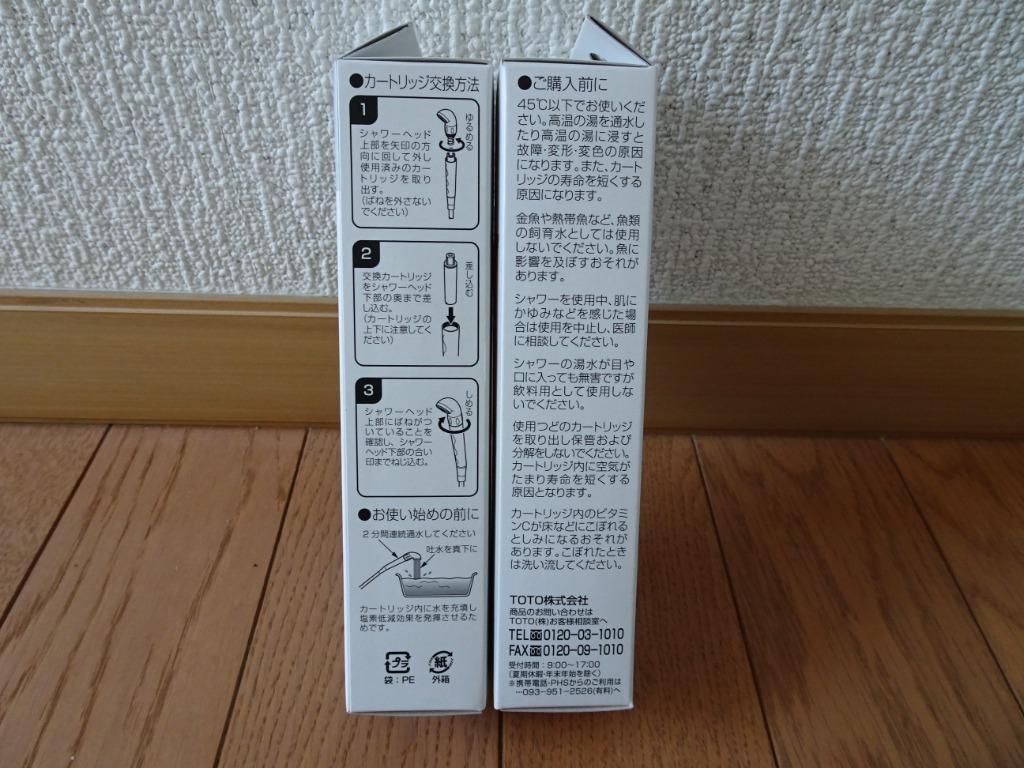 ●カートリッジ交換方法
1
シャワーヘッド
上部を矢印の方
向に回して外し
使用済みのカー
トリッジを取り
出す。
(ばねを外さない
でください)
ゆるめる
2
交換カートリッジ
をシャワーヘッド
下部の奥まで差
し込む。
(カートリッジの
上下に注意してく
ださい)
差し込む
3
シャワーヘッド
上部にばねがつ
いていることを
確認し、シャワー
ヘッド下部の合い
印までねじ込む。
しめる
●お使い始めの前に
2分間連続通水してください
吐水を真下に
カートリッジ内に水を充填し
塩素低減効果を発揮させるた
めです。
プラ
袋:PE
紙
外箱
●ご購入前に
45℃以下でお使いくだ
さい。高温の湯を通水し
たり高温の湯に浸すと
故障・変形・変色の原因
になります。また、カート
リッジの寿命を短くする
原因になります。
金魚や熱帯魚など、魚類
の飼育水としては使用
しないでください。魚に
影響を及ぼすおそれが
あります。
シャワーを使用中、肌に
かゆみなどを感じた場
合は使用を中止し、医師
に相談してください。
シャワーの湯水が目や
口に入っても無害ですが
飲料用として使用しな
いでください。
使用つどのカートリッジ
を取り出し保管および
分解をしないでください。
カートリッジ内に空気が
たまり寿命を短くする
原因となります。
カートリッジ内のビタミ
ンCが床などにこぼれる
としみになるおそれが
あります。こぼれたとき
は洗い流してください。
TOTO株式会社
商品のお問い合わせは
TOTO(株)お客様相談室へ
TEL 0120-03-1010
FAX 0120-09-1010
受付時間:9:00～17:00
(夏期休暇・年末年始を除く)
※携帯電話・PHSからのご利用は
…093-951-2526(有料)へ